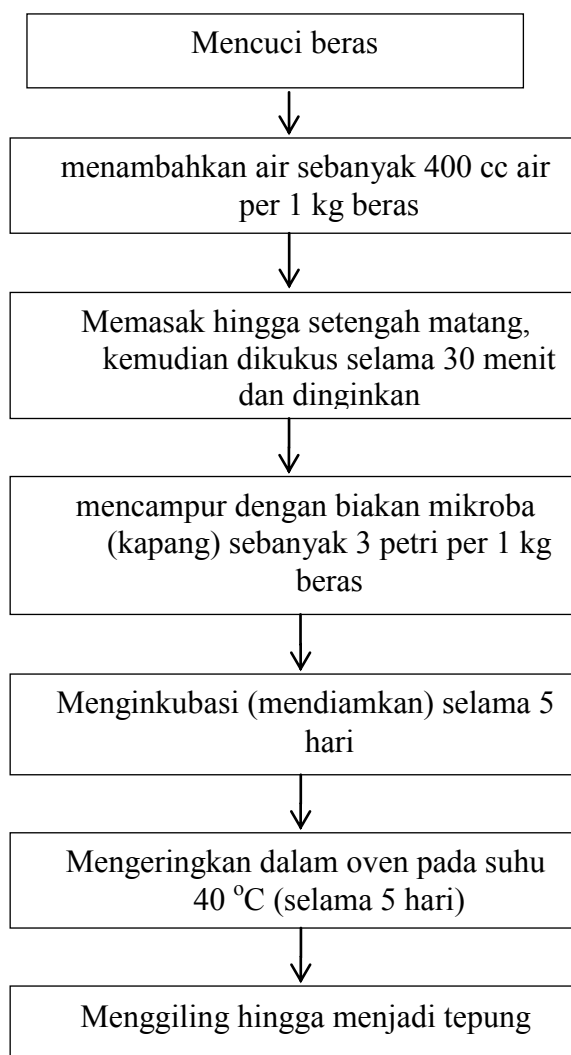 Mencuci beras
menambahkan air sebanyak 400 cc air
per 1 kg beras
Memasak hingga setengah matang,
kemudian dikukus selama 30 menit
dan dinginkan
mencampur dengan biakan mikroba
(kapang) sebanyak 3 petri per 1 kg
beras
Menginkubasi (mendiamkan) selama 5
hari
Mengeringkan dalam oven pada suhu
40 °C (selama 5 hari)
Menggiling hingga menjadi tepung